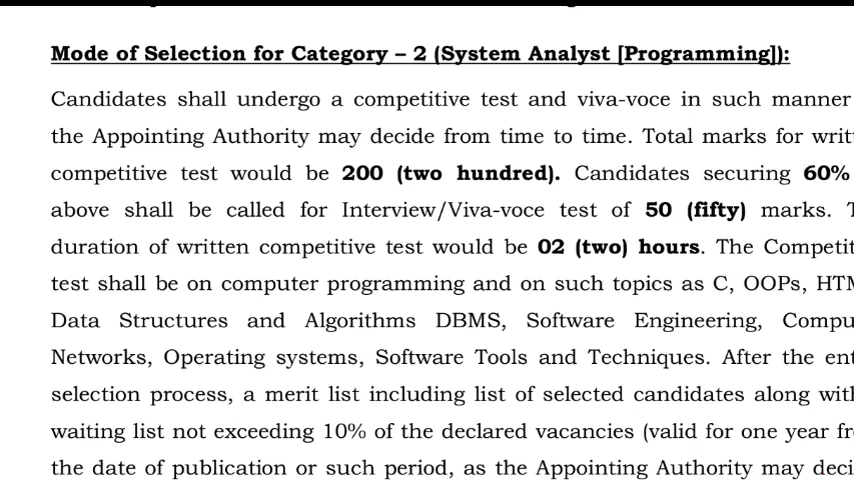 Mode of Selection for Category – 2 (System Analyst [Programming]):
Candidates shall undergo a competitive test and viva-voce in such manner
the Appointing Authority may decide from time to time. Total marks for writ
competitive test would be 200 (two hundred). Candidates securing 60%
above shall be called for Interview/Viva-voce test of 50 (fifty) marks. T
duration of written competitive test would be 02 (two) hours. The Competit
test shall be on computer programming and on such topics as C, OOPs, HTM
Data Structures and Algorithms DBMS, Software Engineering, Compu
Networks, Operating systems, Software Tools and Techniques. After the ent
selection process, a merit list including list of selected candidates along wit
waiting list not exceeding 10% of the declared vacancies (valid for one year fr
the date of publication or such period, as the Appointing Authority may deci